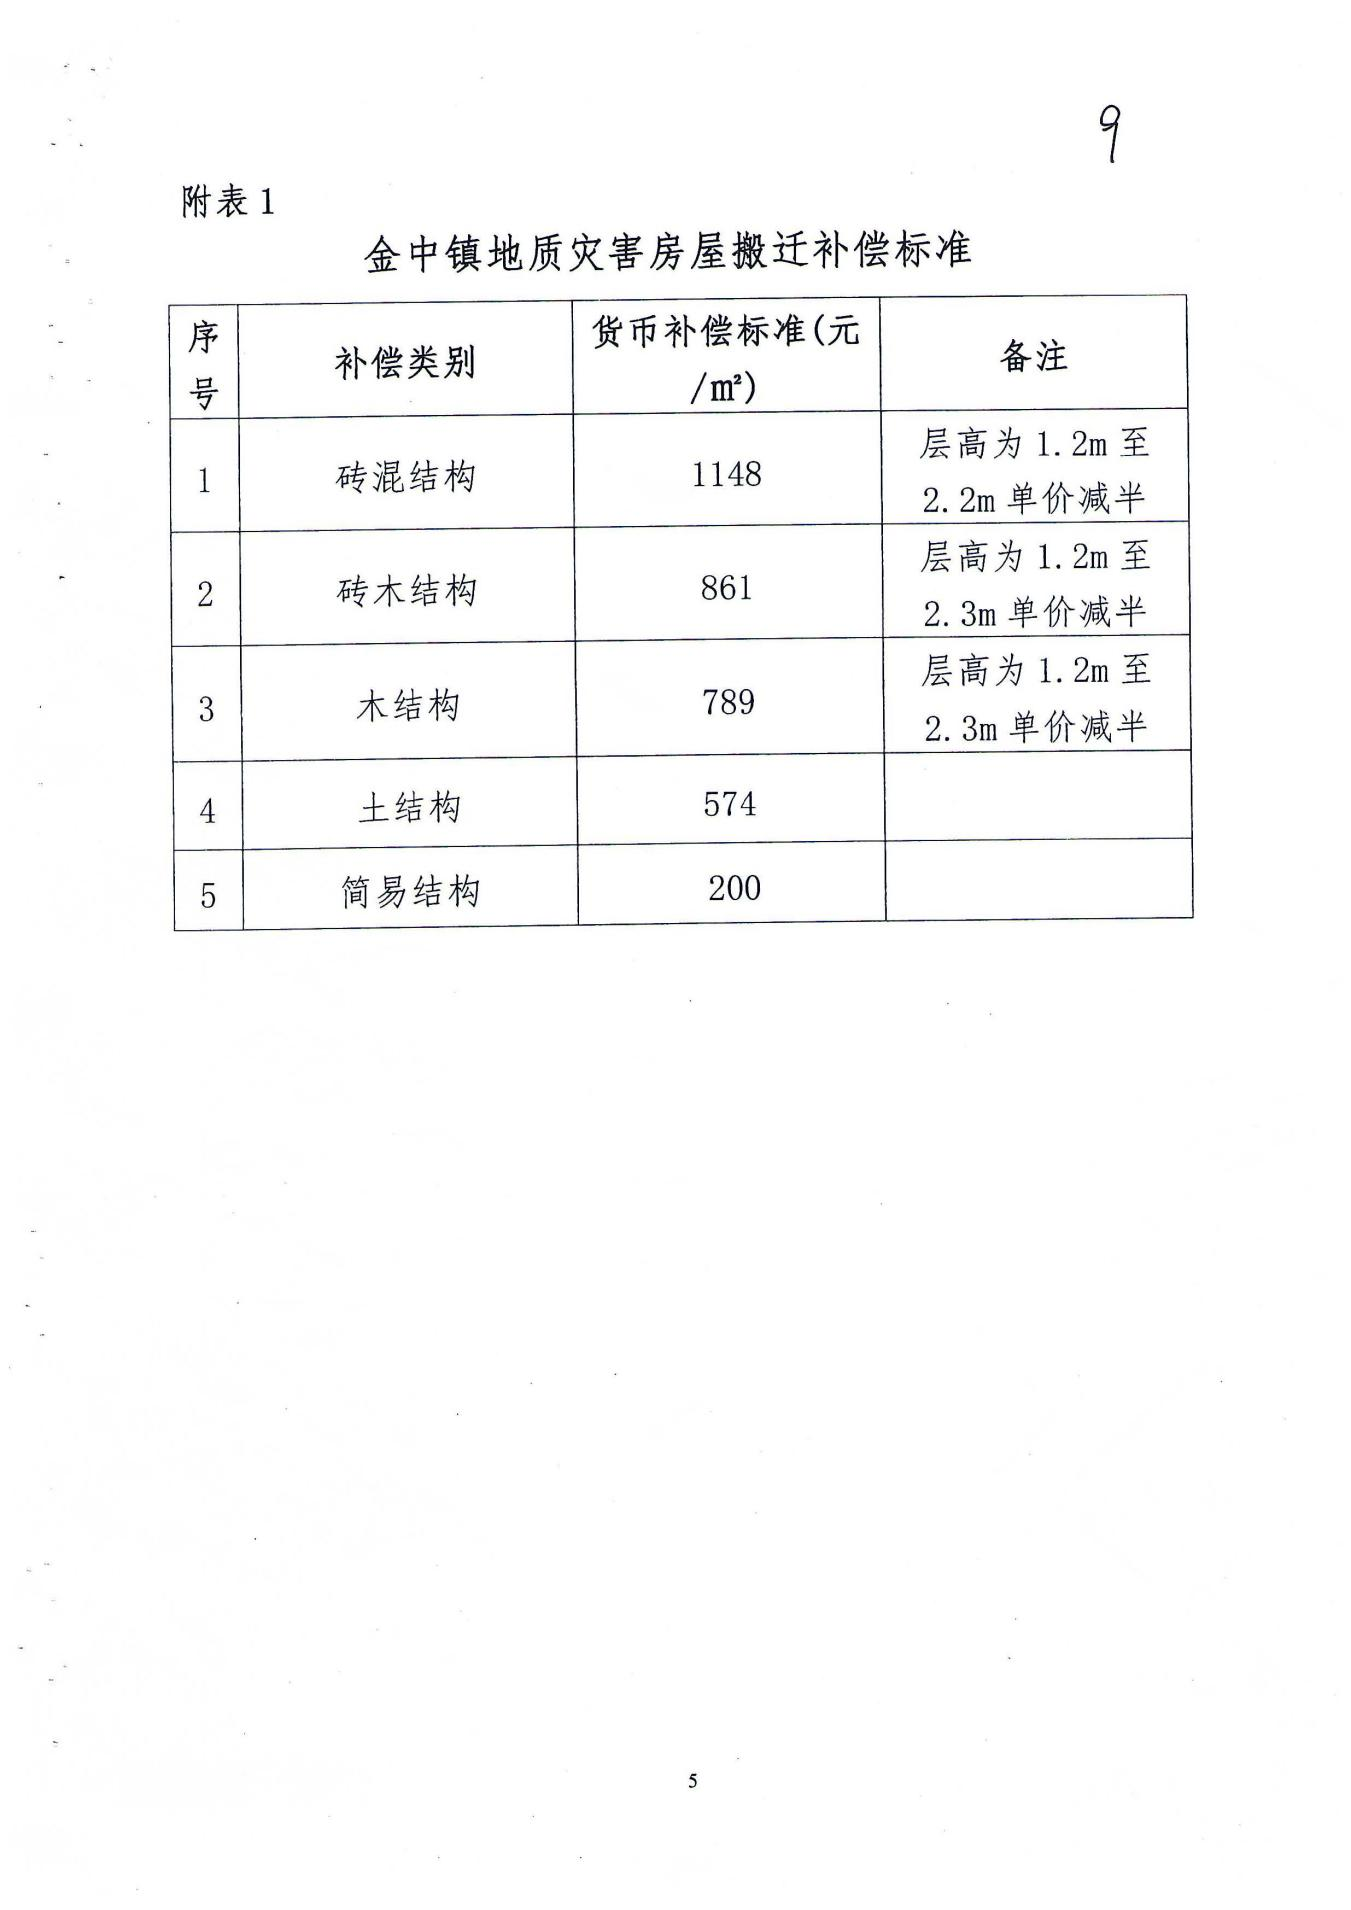 9
附表1
金中镇地质灾害房屋搬迁补偿标准
序号 补偿类别 货币补偿标准(元/㎡) 备注
1 砖混结构 1148 层高为1.2m至2.2m单价减半
2 砖木结构 861 层高为1.2m至2.3m单价减半
3 木结构 789 层高为1.2m至2.3m单价减半
4 土结构 574
5 简易结构 200
5